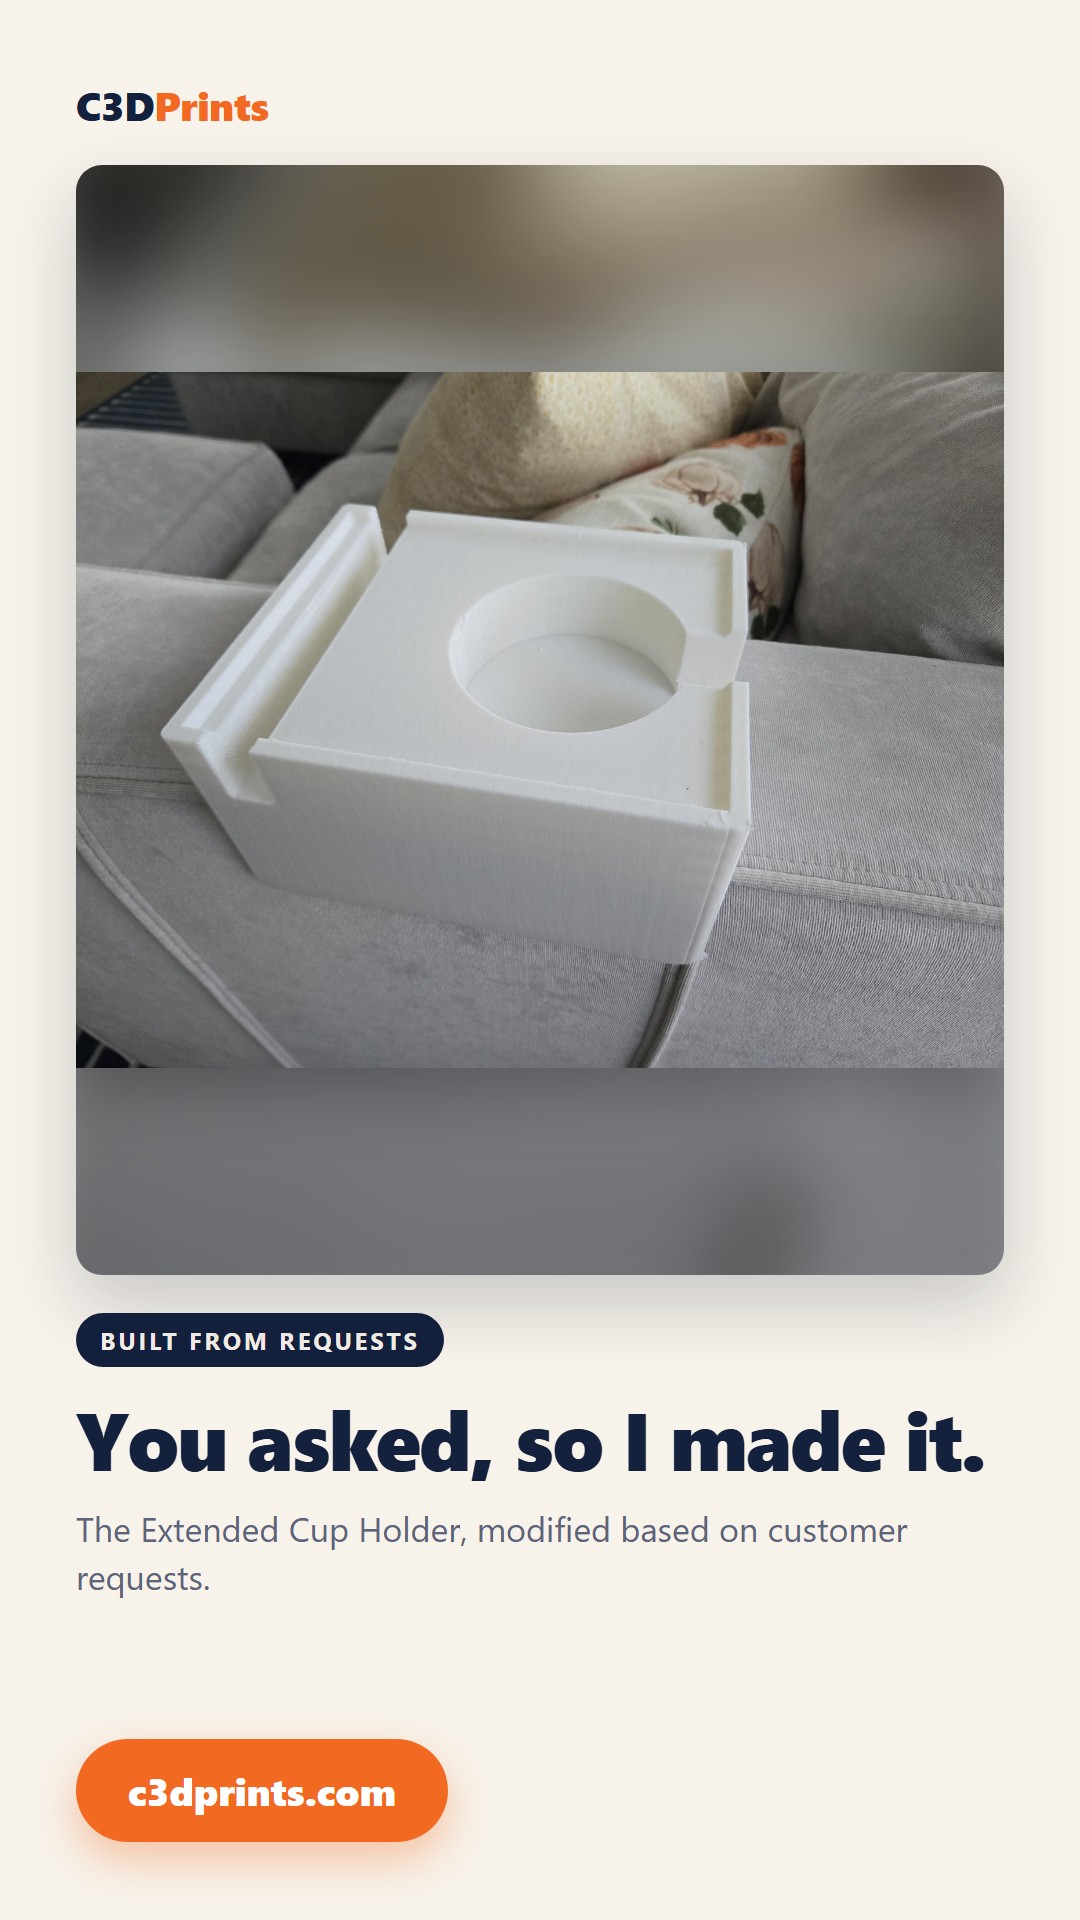 C3DPrints
BUILT FROM REQUESTS
You asked, so I made it.
The Extended Cup Holder, modified based on customer
requests.
c3dprints.com